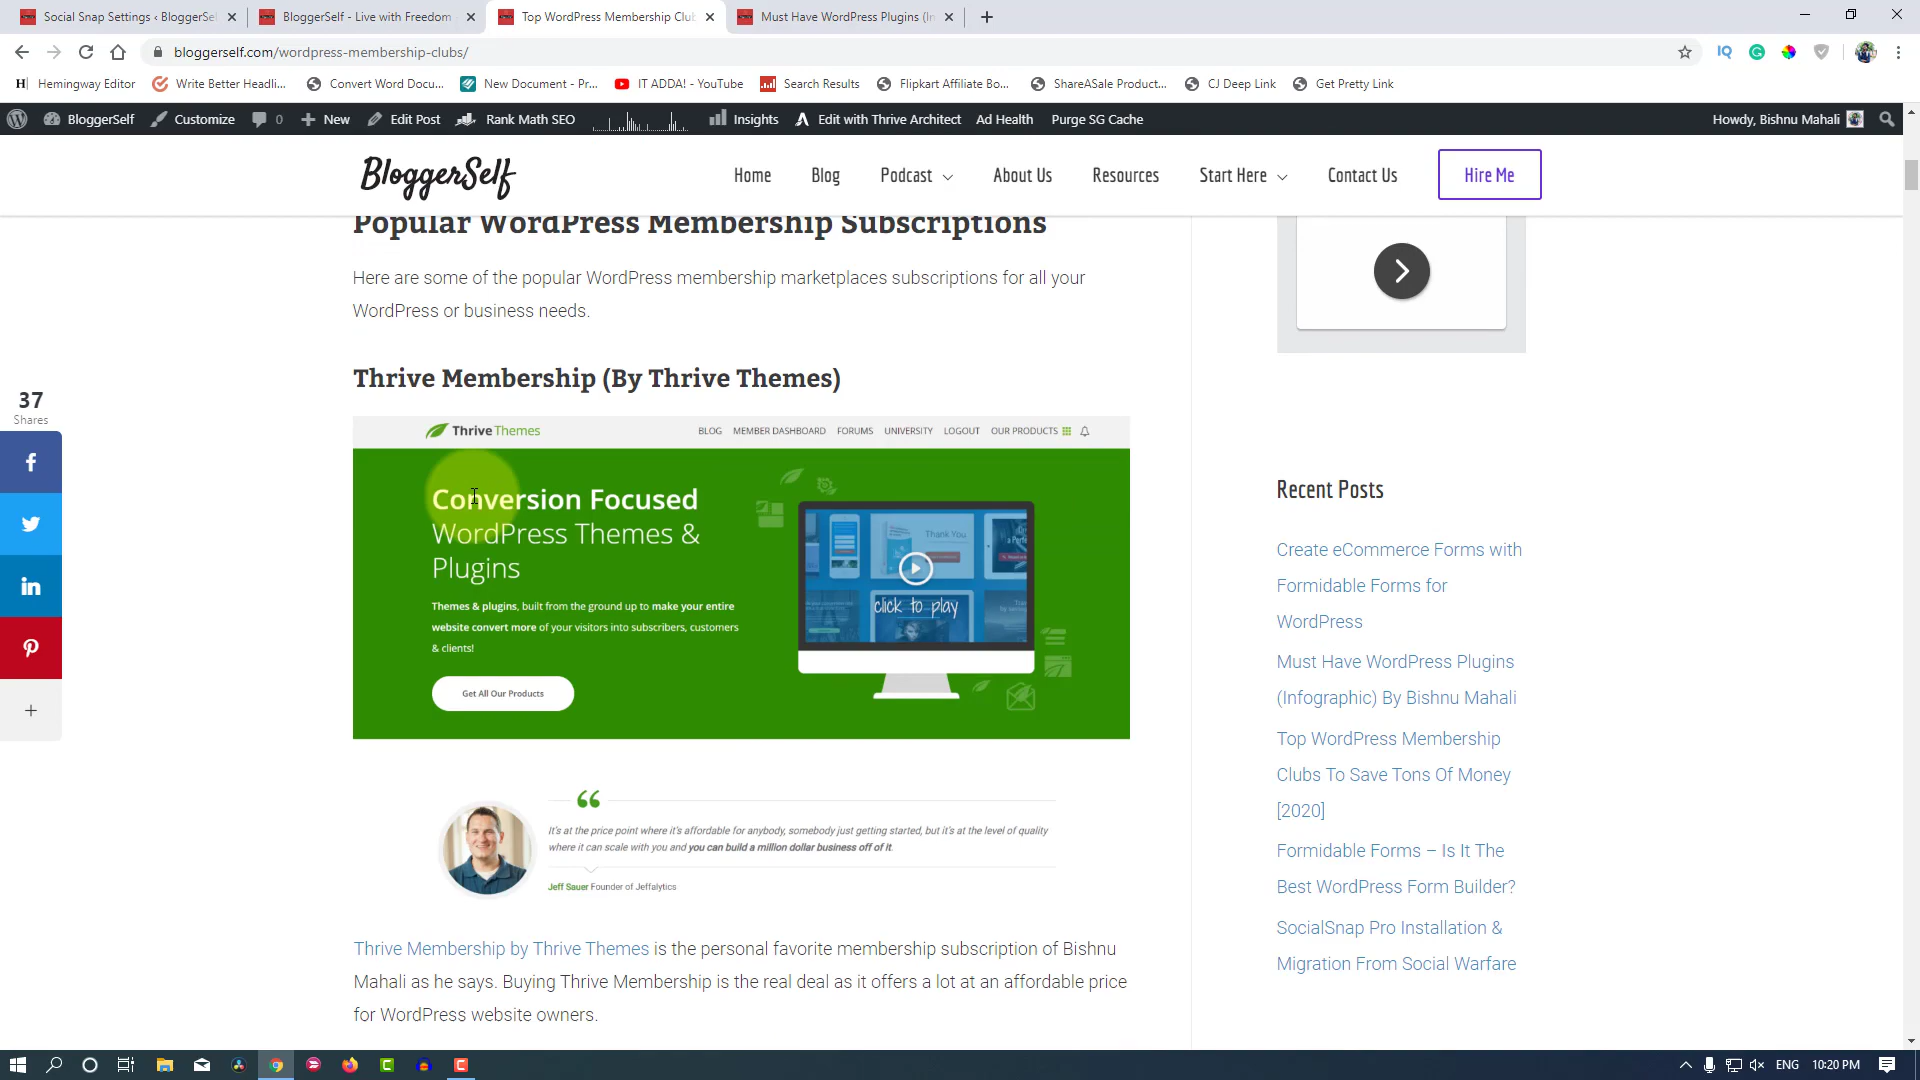 Social Snap Settings ‹ BloggerSel
BloggerSelf - Live with Freedom
Top WordPress Membership Club
Must Have WordPress Plugins (In
bloggerself.com/wordpress-membership-clubs/
IQ
H Hemingway Editor
Write Better Headli...
Convert Word Docu...
New Document - Pr...
IT ADDA! - YouTube
Search Results
Flipkart Affiliate Bo...
ShareASale Product...
CJ Deep Link
Get Pretty Link
BloggerSelf
Customize
0
New
Edit Post
Rank Math SEO
Insights
Edit with Thrive Architect
Ad Health
Purge SG Cache
Howdy, Bishnu Mahali
BloggerSelf
Home
Blog
Podcast
About Us
Resources
Start Here
Contact Us
Hire Me
Popular WordPress Membership Subscriptions
Here are some of the popular WordPress membership marketplaces subscriptions for all your
WordPress or business needs.
Thrive Membership (By Thrive Themes)
37
Shares
Thrive Themes
BLOG
MEMBER DASHBOARD
FORUMS
UNIVERSITY
LOGOUT
OUR PRODUCTS
Conversion Focused
WordPress Themes &
Plugins
Themes & plugins, built from the ground up to make your entire
website convert more of your visitors into subscribers, customers
& clients!
Get All Our Products
Thank You
click to play
It's at the price point where it's affordable for anybody, somebody just getting started, but it's at the level of quality
where it can scale with you and you can build a million dollar business off of it.
Jeff Sauer Founder of Jeffalytics
Thrive Membership by Thrive Themes is the personal favorite membership subscription of Bishnu
Mahali as he says. Buying Thrive Membership is the real deal as it offers a lot at an affordable price
for WordPress website owners.
Recent Posts
Create eCommerce Forms with
Formidable Forms for
WordPress
Must Have WordPress Plugins
(Infographic) By Bishnu Mahali
Top WordPress Membership
Clubs To Save Tons Of Money
[2020]
Formidable Forms – Is It The
Best WordPress Form Builder?
SocialSnap Pro Installation &
Migration From Social Warfare
ENG
10:20 PM